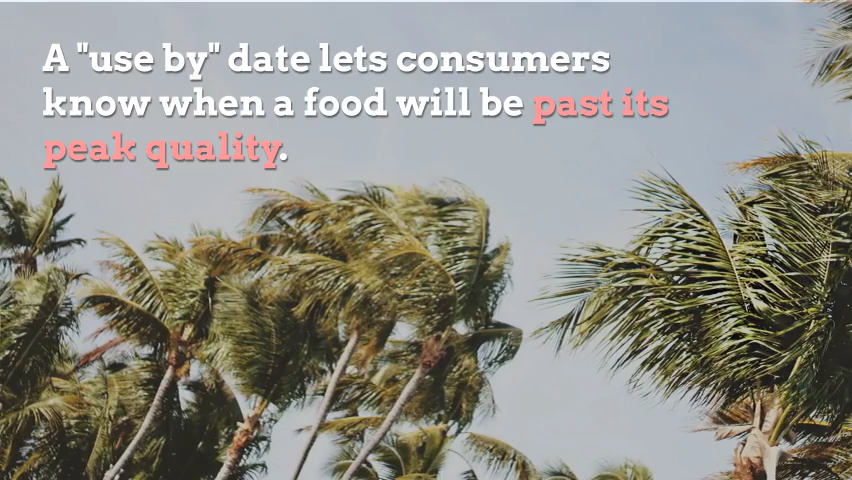 A "use by" date lets consumers
know when a food will be past its
peak quality.